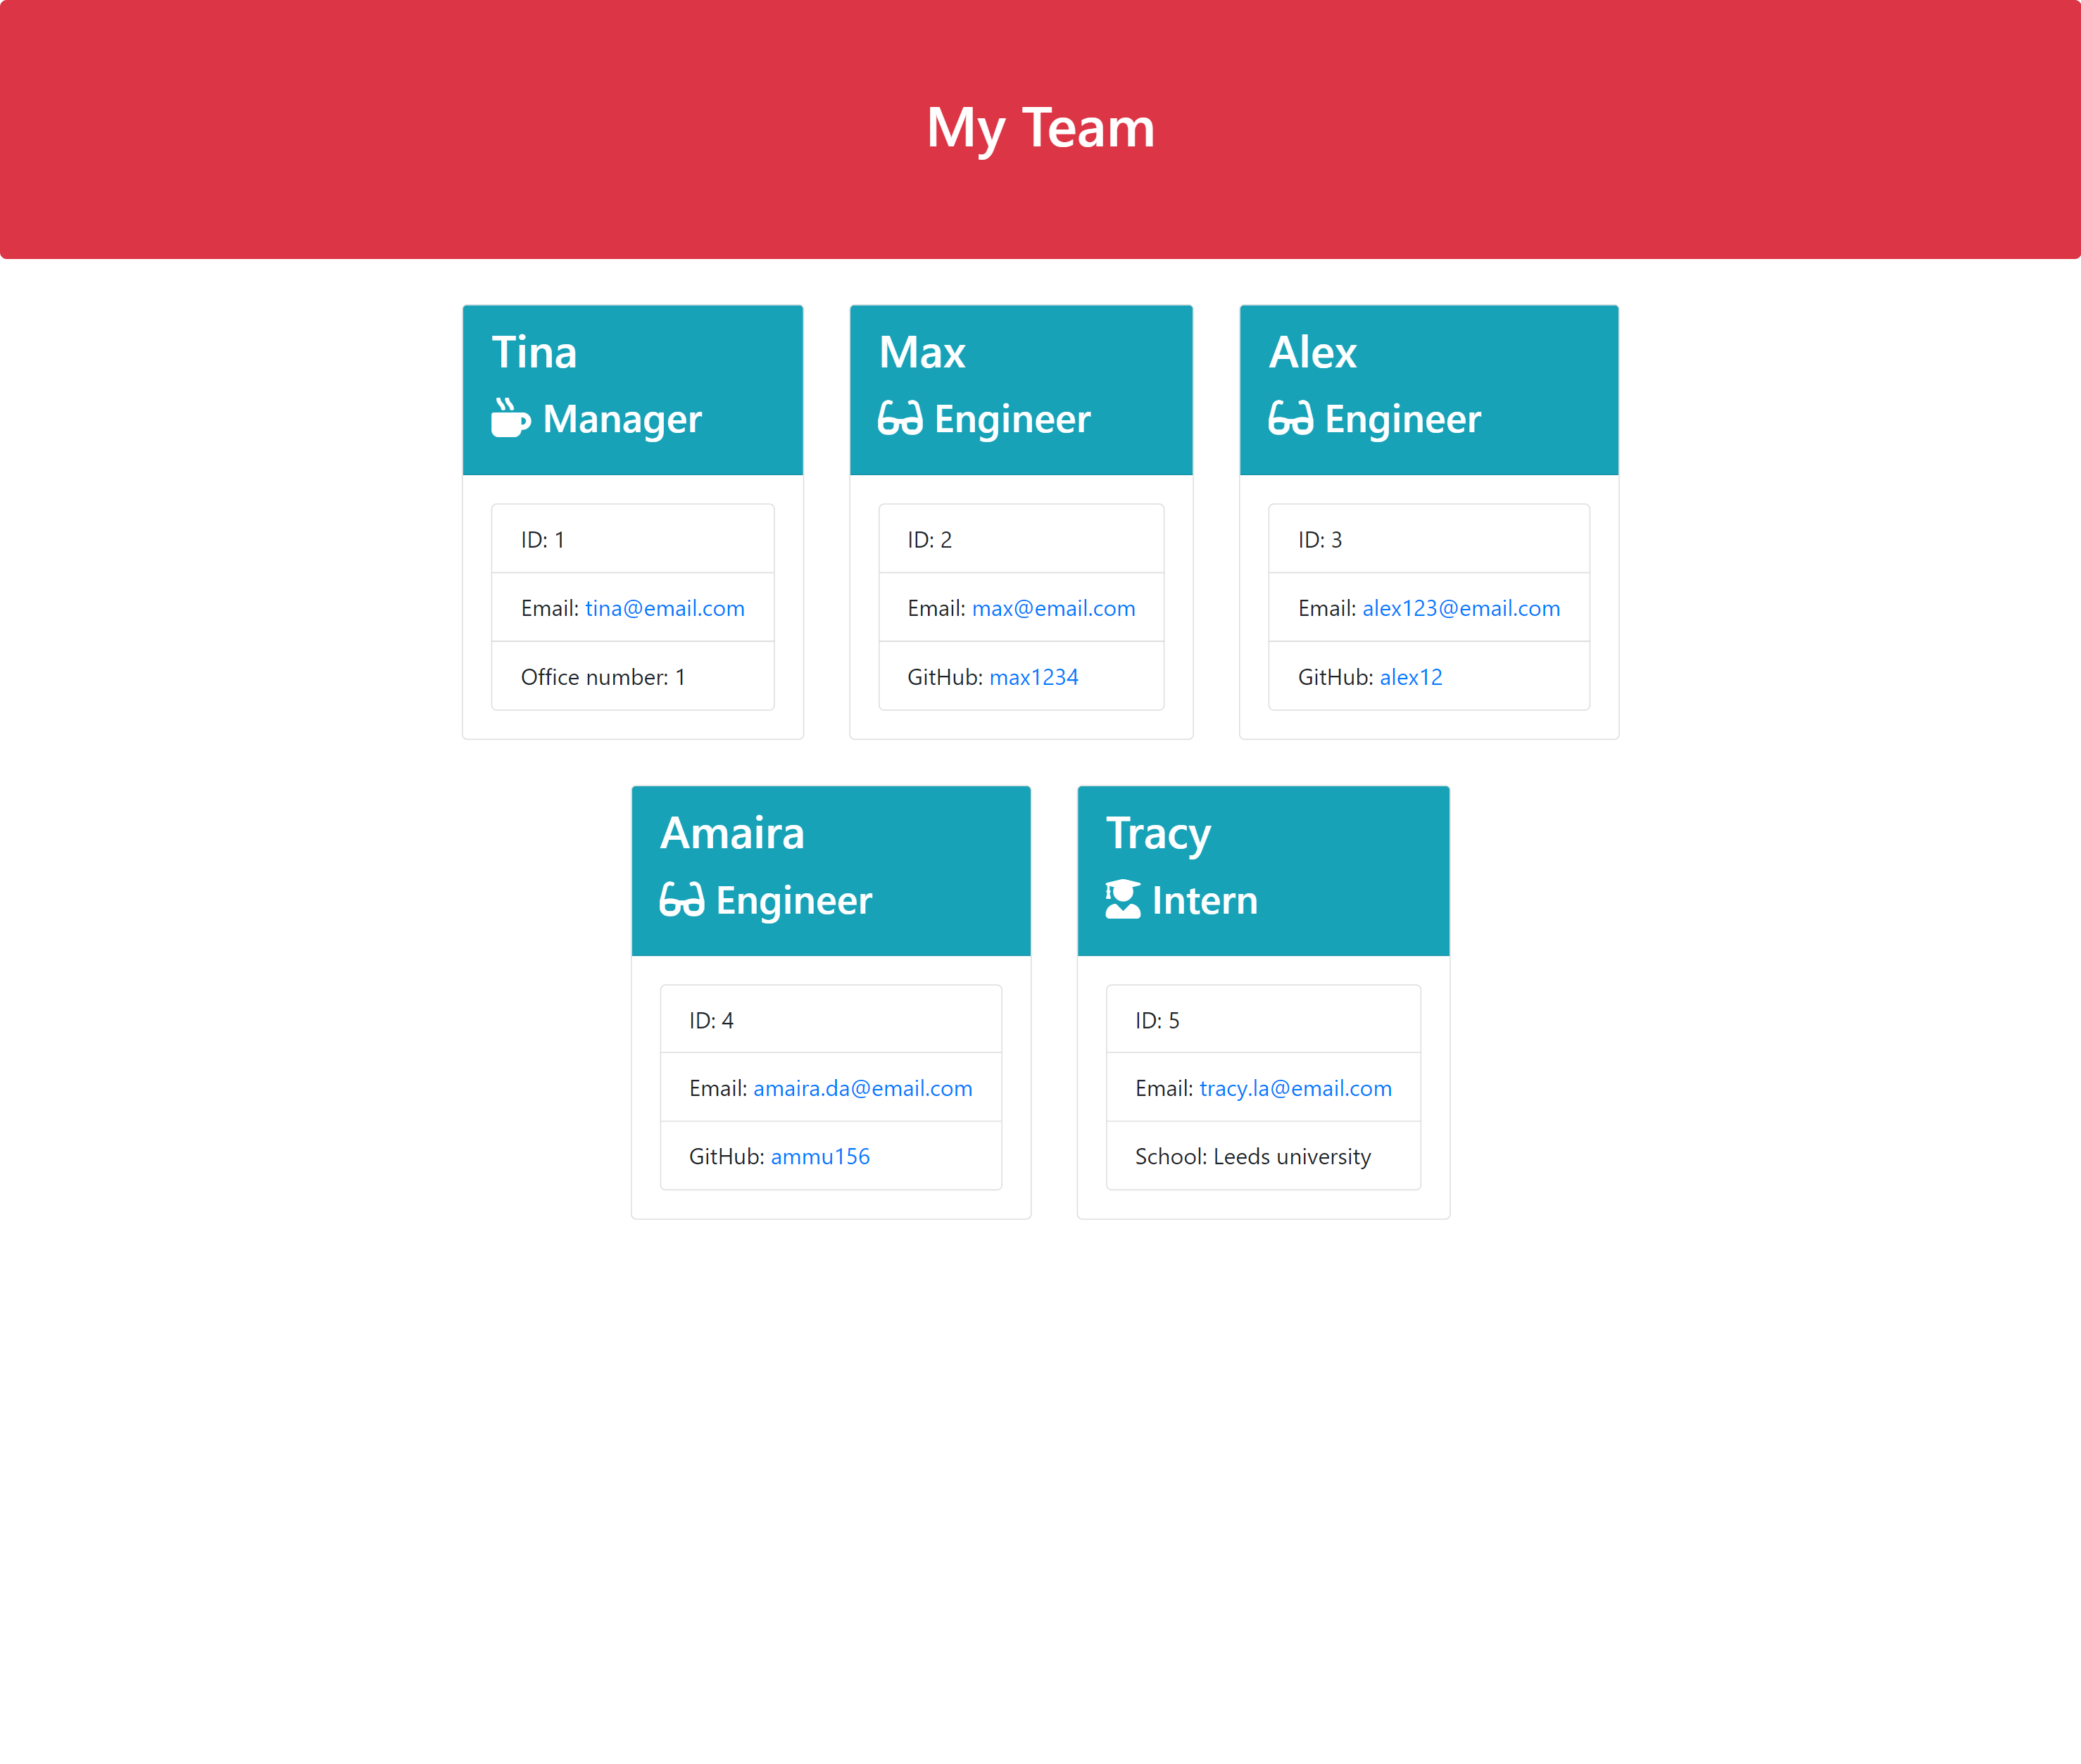 My Team
Tina
Manager
ID: 1
Email: tina@email.com
Office number: 1
Max
Engineer
ID: 2
Email: max@email.com
GitHub: max1234
Alex
Engineer
ID: 3
Email: alex123@email.com
GitHub: alex12
Amaira
Engineer
ID: 4
Email: amaira.da@email.com
GitHub: ammu156
Tracy
Intern
ID: 5
Email: tracy.la@email.com
School: Leeds university